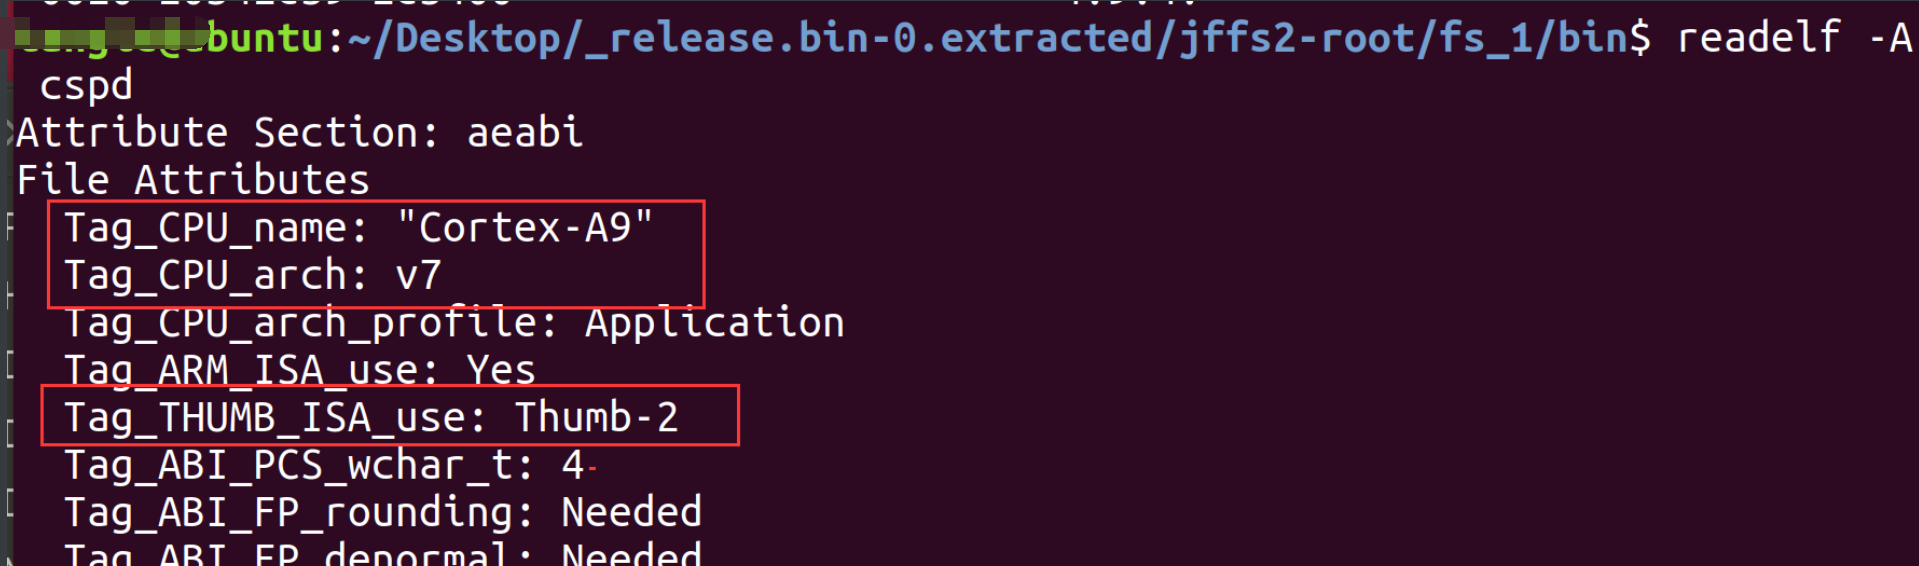 buntu:~/Desktop/_release.bin-0.extracted/jffs2-root/fs_1/bin$ readelf -A
cspd
Attribute Section: aeabi
File Attributes
Tag_CPU_name: "Cortex-A9"
Tag_CPU_arch: v7
Tag_CPU_arch_profile: Application
Tag_ARM_ISA_use: Yes
Tag_THUMB_ISA_use: Thumb-2
Tag_ABI_PCS_wchar_t: 4
Tag_ABI_FP_rounding: Needed
Tag_ABI_FP_denormal: Needed